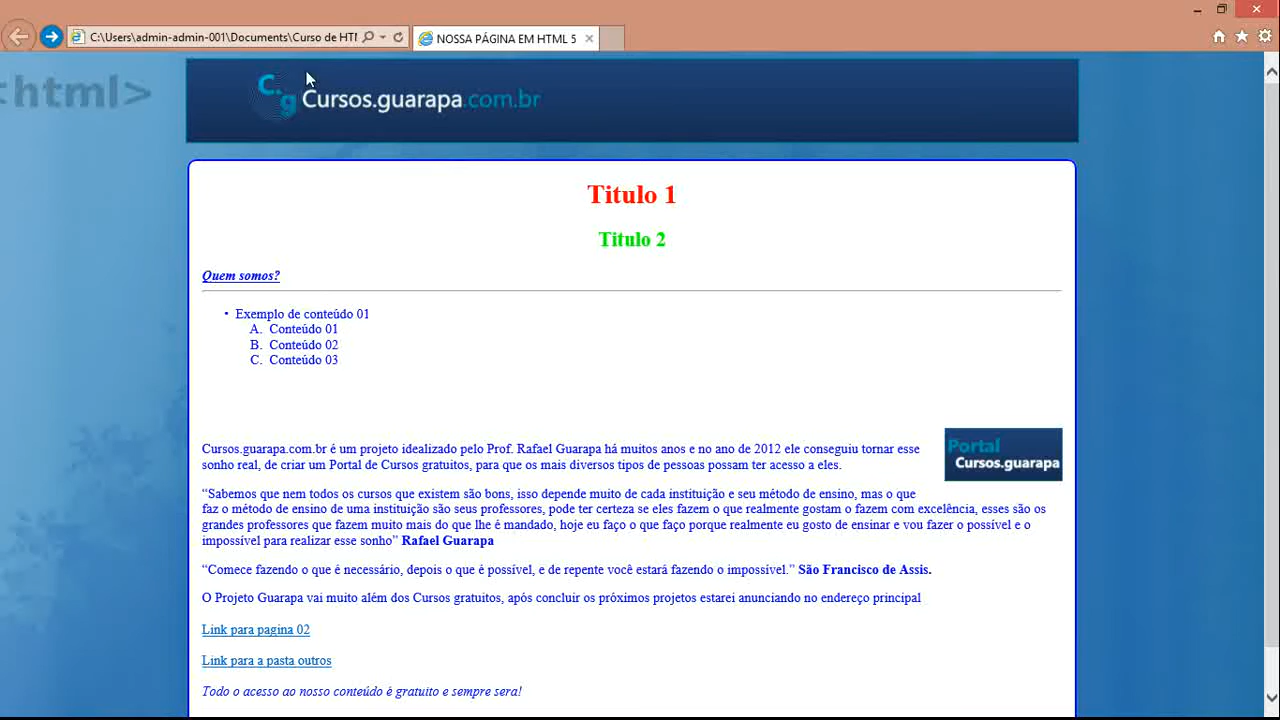 C:\Users\admin-admin-001\Documents\Curso de HTM
NOSSA PÁGINA EM HTML 5
<html>
C.g Cursos.guarapa.com.br
Titulo 1
Titulo 2
Quem somos?
• Exemplo de conteúdo 01
A. Conteúdo 01
B. Conteúdo 02
C. Conteúdo 03
Portal
Cursos.guarapa
Cursos.guarapa.com.br é um projeto idealizado pelo Prof. Rafael Guarapa há muitos anos e no ano de 2012 ele conseguiu tornar esse
sonho real, de criar um Portal de Cursos gratuitos, para que os mais diversos tipos de pessoas possam ter acesso a eles.
“Sabemos que nem todos os cursos que existem são bons, isso depende muito de cada instituição e seu método de ensino, mas o que
faz o método de ensino de uma instituição são seus professores, pode ter certeza se eles fazem o que realmente gostam o fazem com excelência, esses são os
grandes professores que fazem muito mais do que lhe é mandado, hoje eu faço o que faço porque realmente eu gosto de ensinar e vou fazer o possível e o
impossível para realizar esse sonho” Rafael Guarapa
“Comece fazendo o que é necessário, depois o que é possível, e de repente você estará fazendo o impossível.” São Francisco de Assis.
O Projeto Guarapa vai muito além dos Cursos gratuitos, após concluir os próximos projetos estarei anunciando no endereço principal
Link para pagina 02
Link para a pasta outros
Todo o acesso ao nosso conteúdo é gratuito e sempre sera!